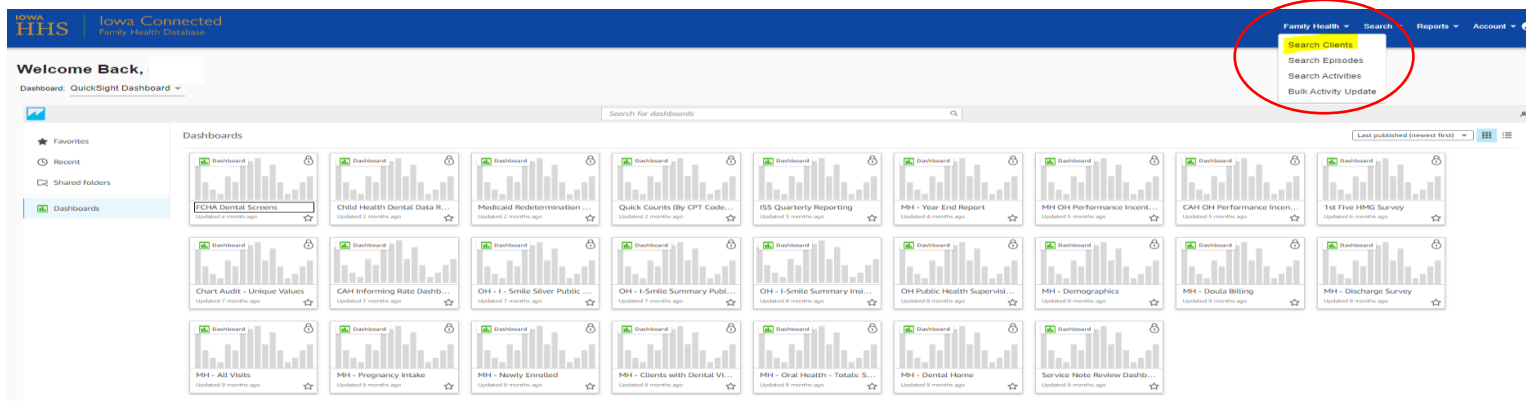 IOWA
HHS
Iowa Connected
Family Health Database
Family Health
Search
Reports
Account
Search Clients
Search Episodes
Search Activities
Bulk Activity Update
Welcome Back,
Dashboard: QuickSight Dashboard
Search for dashboards
Favorites
Recent
Shared folders
Dashboards
Dashboards
Last published (newest first)
Dashboard
FCHA Dental Screens
Updated a month ago
Dashboard
Child Health Dental Data R...
Updated 2 months ago
Dashboard
Medicaid Redetermination ...
Updated 2 months ago
Dashboard
Quick Counts (By CPT Code...
Updated 2 months ago
Dashboard
ISS Quarterly Reporting
Updated 3 months ago
Dashboard
MH - Year End Report
Updated 4 months ago
Dashboard
MH OH Performance Incent...
Updated 5 months ago
Dashboard
CAH OH Performance Incen...
Updated 5 months ago
Dashboard
1st Five HMG Survey
Updated 6 months ago
Dashboard
Chart Audit - Unique Values
Updated 7 months ago
Dashboard
CAH Informing Rate Dashb...
Updated 7 months ago
Dashboard
OH - I - Smile Silver Public ...
Updated 7 months ago
Dashboard
OH - I-Smile Summary Publ...
Updated 7 months ago
Dashboard
OH - I-Smile Summary Insi...
Updated 7 months ago
Dashboard
OH Public Health Supervisi...
Updated 8 months ago
Dashboard
MH - Demographics
Updated 9 months ago
Dashboard
MH - Doula Billing
Updated 9 months ago
Dashboard
MH - Discharge Survey
Updated 9 months ago
Dashboard
MH - All Visits
Updated 9 months ago
Dashboard
MH - Pregnancy Intake
Updated 9 months ago
Dashboard
MH - Newly Enrolled
Updated 9 months ago
Dashboard
MH - Clients with Dental Vi...
Updated 9 months ago
Dashboard
MH - Oral Health - Totals: S...
Updated 9 months ago
Dashboard
MH - Dental Home
Updated 9 months ago
Dashboard
Service Note Review Dashb...
Updated 9 months ago